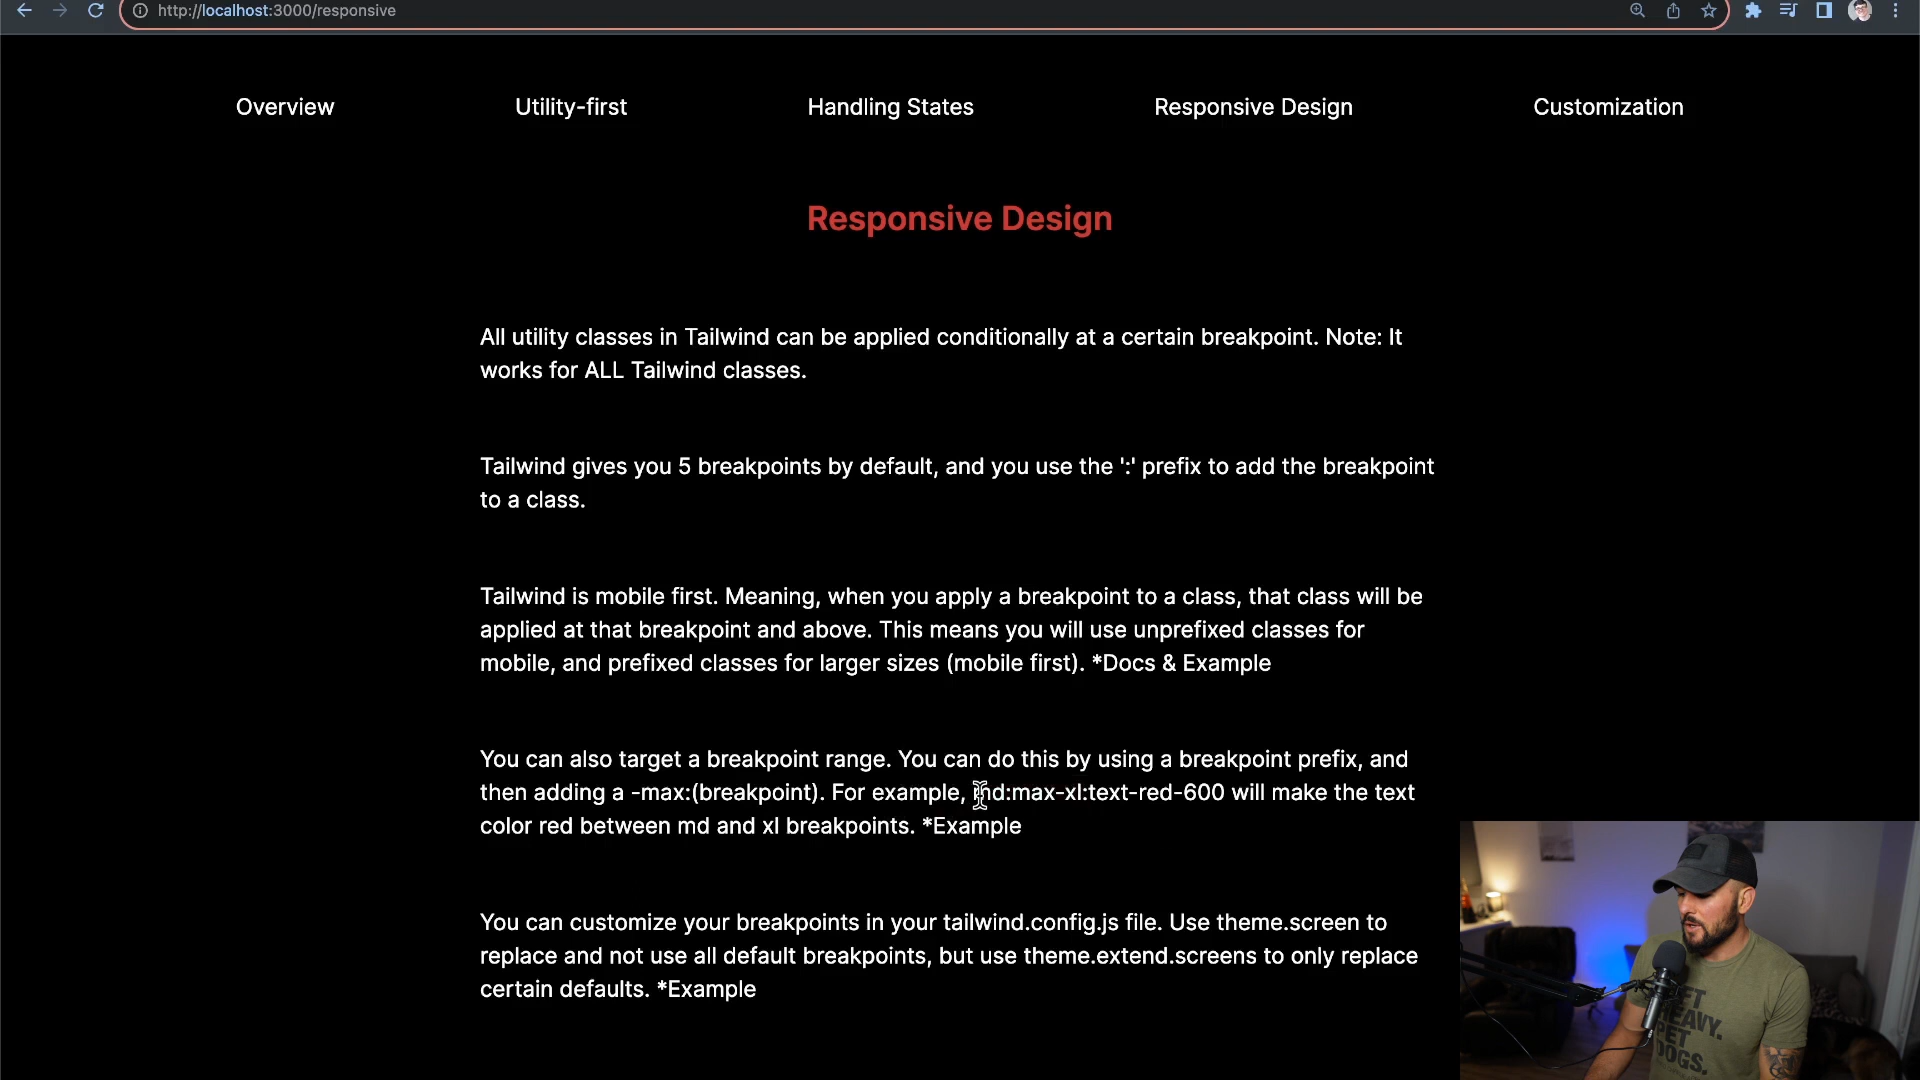 http://localhost:3000/responsive
Overview
Utility-first
Handling States
Responsive Design
Customization
Responsive Design
All utility classes in Tailwind can be applied conditionally at a certain breakpoint. Note: It
works for ALL Tailwind classes.
Tailwind gives you 5 breakpoints by default, and you use the ':' prefix to add the breakpoint
to a class.
Tailwind is mobile first. Meaning, when you apply a breakpoint to a class, that class will be
applied at that breakpoint and above. This means you will use unprefixed classes for
mobile, and prefixed classes for larger sizes (mobile first). *Docs & Example
You can also target a breakpoint range. You can do this by using a breakpoint prefix, and
then adding a -max:(breakpoint). For example, md:max-xl:text-red-600 will make the text
color red between md and xl breakpoints. *Example
You can customize your breakpoints in your tailwind.config.js file. Use theme.screen to
replace and not use all default breakpoints, but use theme.extend.screens to only replace
certain defaults. *Example
HEAVY.
PET
DOGS.